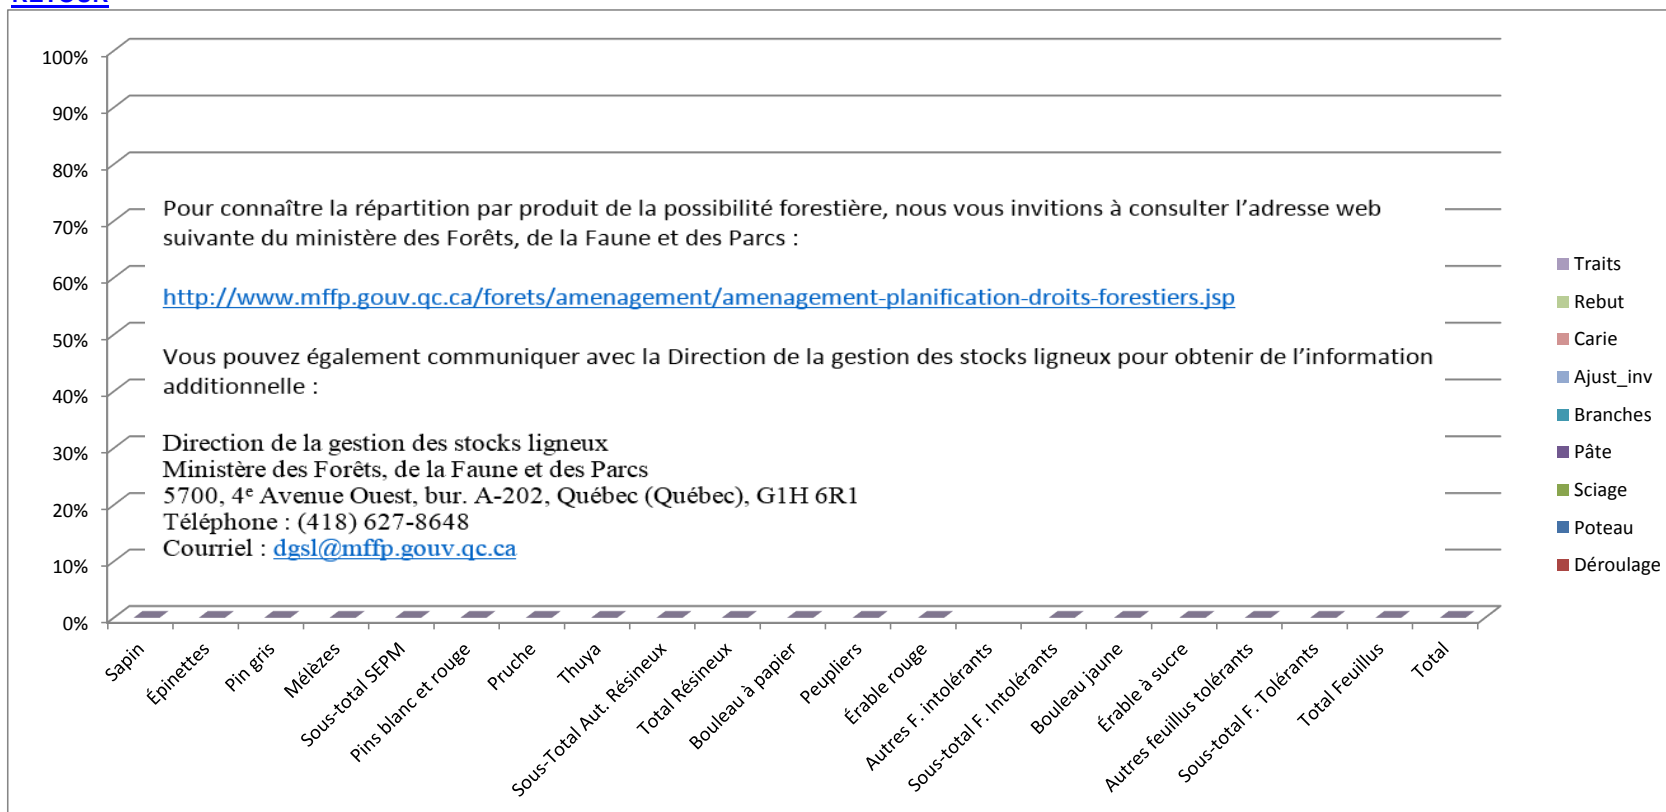 RETOUR
100%
90%
80%
70%
60%
50%
40%
30%
20%
10%
0%
Pour connaître la répartition par produit de la possibilité forestière, nous vous invitions à consulter l’adresse web
suivante du ministère des Forêts, de la Faune et des Parcs :
http://www.mffp.gouv.qc.ca/forets/amenagement/amenagement-planification-droits-forestiers.jsp
Vous pouvez également communiquer avec la Direction de la gestion des stocks ligneux pour obtenir de l’information
additionnelle :
Direction de la gestion des stocks ligneux
Ministère des Forêts, de la Faune et des Parcs
5700, 4e Avenue Ouest, bur. A-202, Québec (Québec), G1H 6R1
Téléphone : (418) 627-8648
Courriel : dgsl@mffp.gouv.qc.ca
Sapin
Épinettes
Pin gris
Mélèzes
Sous-total SEPM
Pins blanc et rouge
Pruche
Thuya
Sous-Total Aut. Résineux
Total Résineux
Bouleau à papier
Peupliers
Érable rouge
Autres F. intolérants
Sous-total F. Intolérants
Bouleau jaune
Érable à sucre
Autres feuillus tolérants
Sous-total F. Tolérants
Total Feuillus
Total
Traits
Rebut
Carie
Ajust_inv
Branches
Pâte
Sciage
Poteau
Déroulage